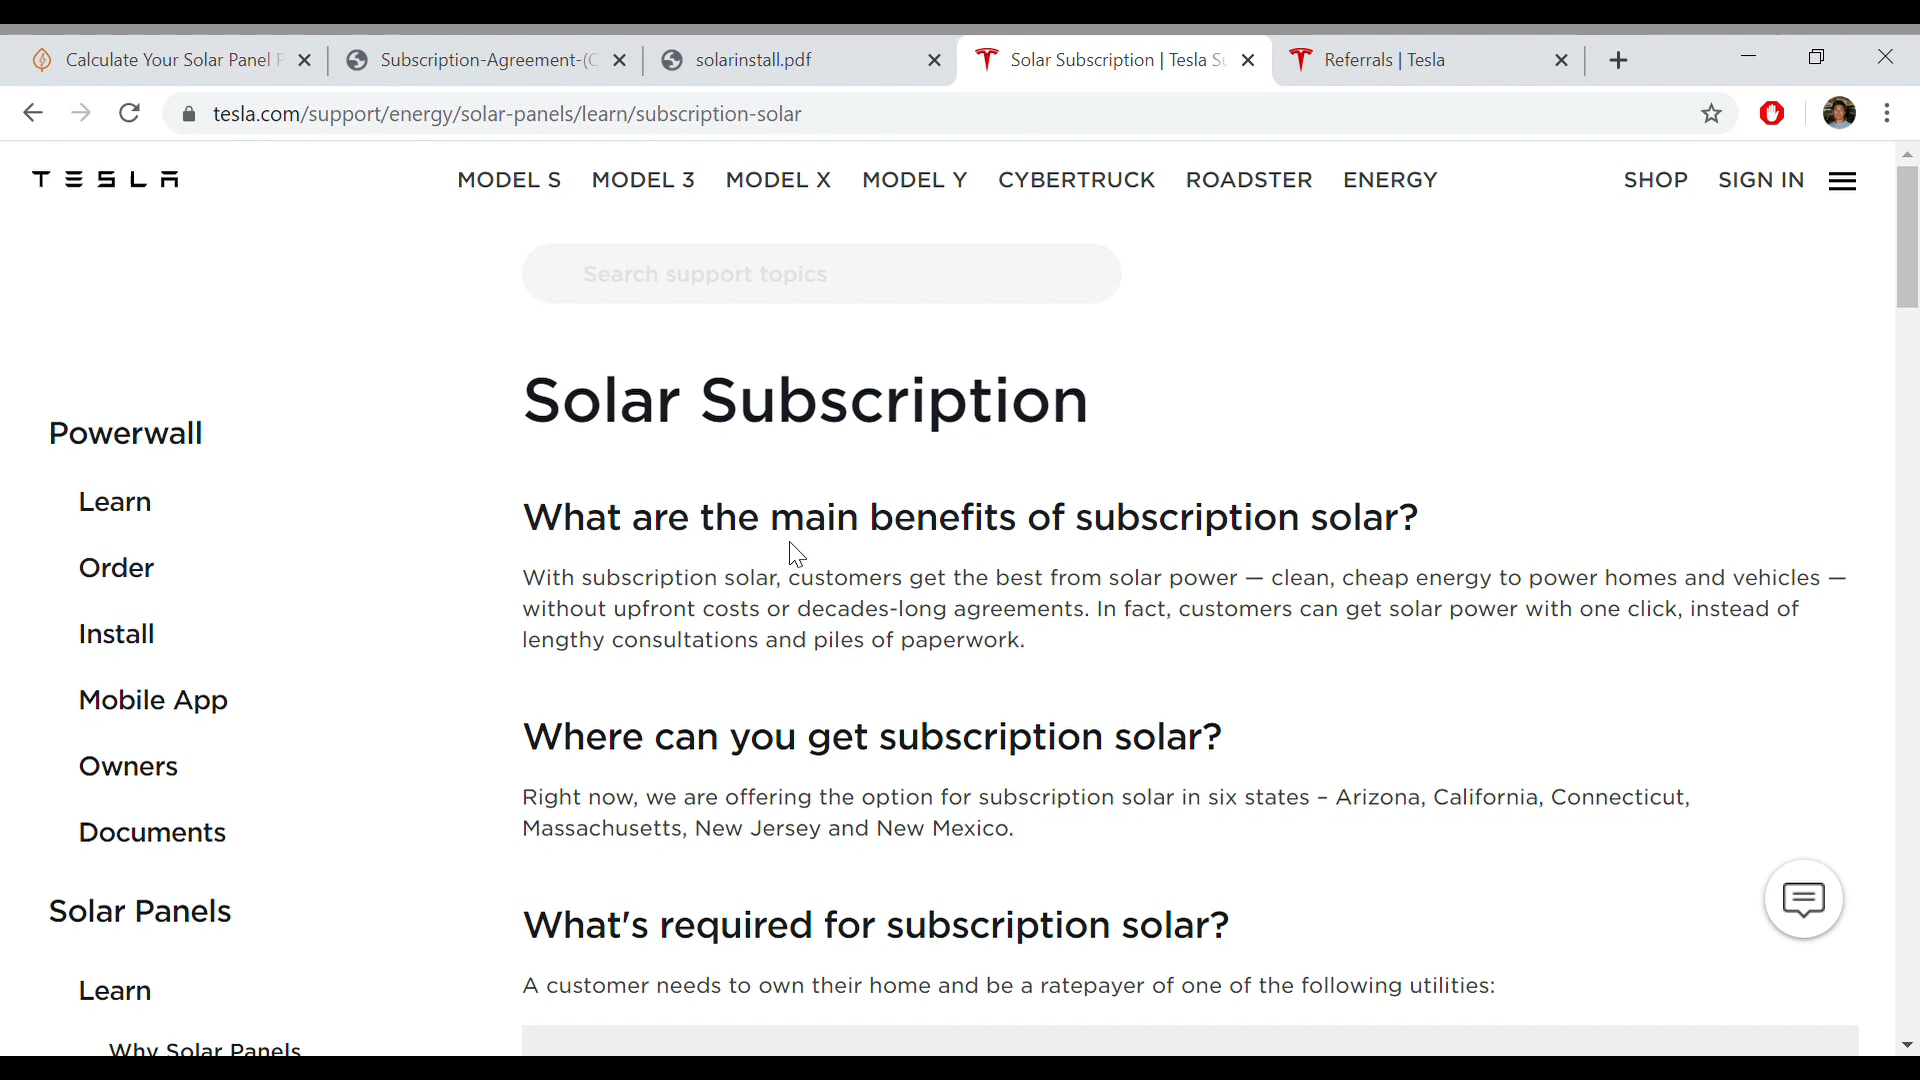 Calculate Your Solar Panel
Subscription-Agreement-(C
solarinstall.pdf
Solar Subscription | Tesla Su
Referrals | Tesla
tesla.com/support/energy/solar-panels/learn/subscription-solar
TESLA
MODEL S MODEL 3 MODEL X MODEL Y CYBERTRUCK ROADSTER ENERGY
SHOP SIGN IN
Search support topics
Solar Subscription
What are the main benefits of subscription solar?
With subscription solar, customers get the best from solar power — clean, cheap energy to power homes and vehicles —
without upfront costs or decades-long agreements. In fact, customers can get solar power with one click, instead of
lengthy consultations and piles of paperwork.
Where can you get subscription solar?
Right now, we are offering the option for subscription solar in six states – Arizona, California, Connecticut,
Massachusetts, New Jersey and New Mexico.
What's required for subscription solar?
A customer needs to own their home and be a ratepayer of one of the following utilities:
Powerwall
Learn
Order
Install
Mobile App
Owners
Documents
Solar Panels
Learn
Why Solar Panels